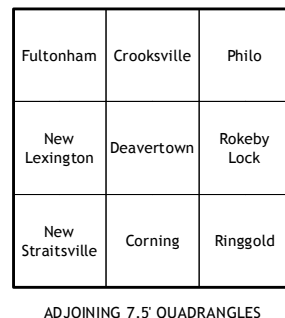 Fultonham
Crooksville
Philo
New
Lexington
Deavertown
Rokeby
Lock
New
Straitsville
Corning
Ringgold
ADJOINING 7.5' QUADRANGLES